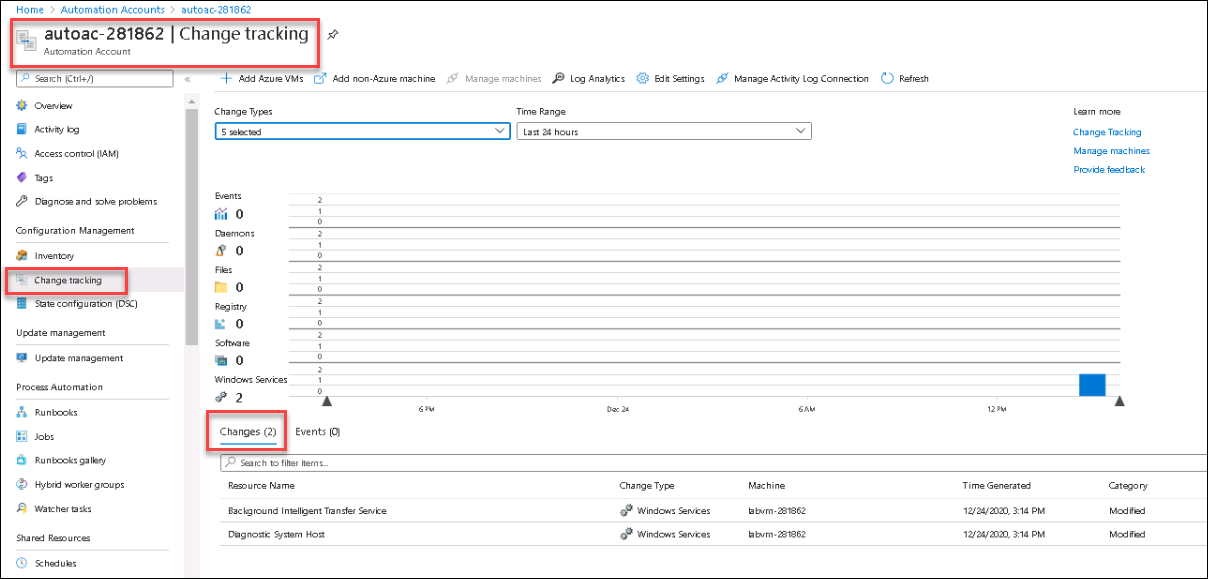 Home > Automation Accounts > autoac-281862
autoac-281862 | Change tracking
Automation Account
Search (Ctrl+/)
«
Overview
Activity log
Access control (IAM)
Tags
Diagnose and solve problems
Configuration Management
Inventory
Change tracking
State configuration (DSC)
Update management
Update management
Process Automation
Runbooks
Jobs
Runbooks gallery
Hybrid worker groups
Watcher tasks
Shared Resources
Schedules
Add Azure VMs Add non-Azure machine Manage machines Log Analytics Edit Settings Manage Activity Log Connection Refresh
Change Types Time Range
5 selected Last 24 hours
Learn more
Change Tracking
Manage machines
Provide feedback
Events
0
2
1
0
Daemons
0
2
1
0
Files
0
2
1
0
Registry
0
2
1
0
Software
0
2
1
0
Windows Services
2
2
1
0
6 PM Dec 24 6 AM 12 PM
Changes (2) Events (0)
Search to filter items...
Resource Name Change Type Machine Time Generated Category
Background Intelligent Transfer Service Windows Services labvm-281862 12/24/2020, 3:14 PM Modified
Diagnostic System Host Windows Services labvm-281862 12/24/2020, 3:14 PM Modified